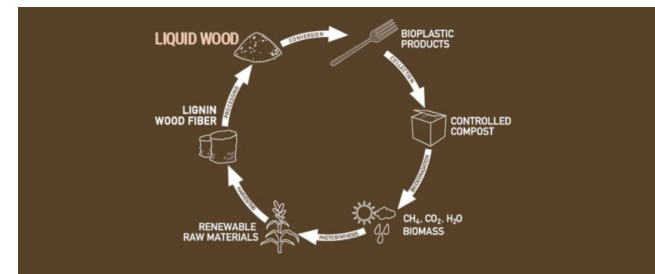 LIQUID WOOD
CONVERSION
BIOPLASTIC
PRODUCTS
COLLECTION
CONTROLLED
COMPOST
BIODEGRADATION
CH₄, CO₂, H₂O
BIOMASS
PHOTOSYNTHESIS
RENEWABLE
RAW MATERIALS
HARVESTING
LIGNIN
WOOD FIBER
PROCESSING